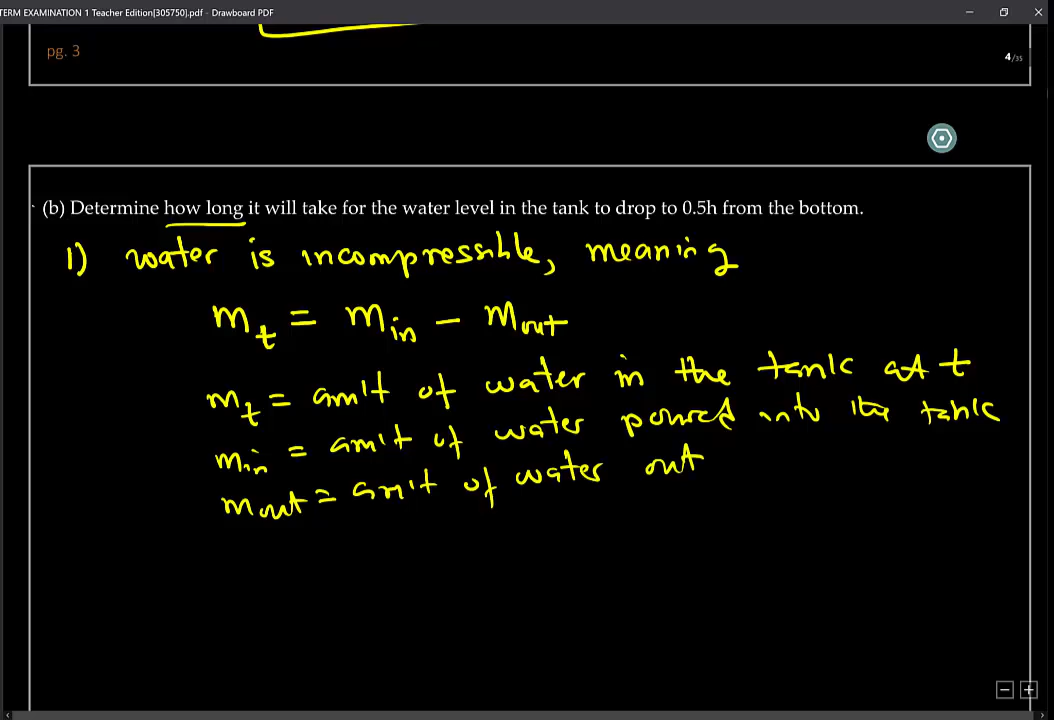 TERM EXAMINATION 1 Teacher Edition[305750].pdf - Drawboard PDF
pg. 3
4/35
(b) Determine how long it will take for the water level in the tank to drop to 0.5h from the bottom.
1) water is incompressible, meaning
m_t = m_in - m_out
m_t = am't of water in the tank at t
m_in = am't of water poured into the tank
m_out = am't of water out